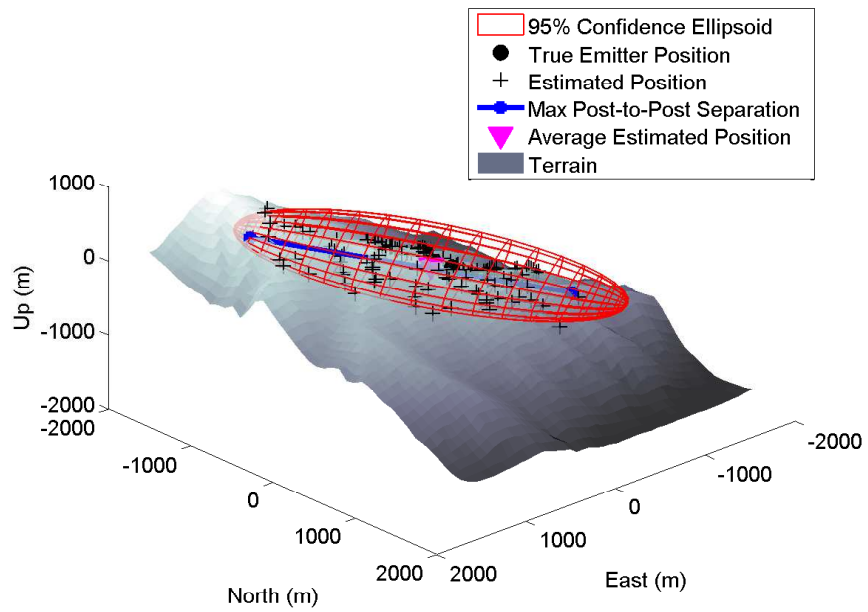 95% Confidence Ellipsoid
True Emitter Position
Estimated Position
Max Post-to-Post Separation
Average Estimated Position
Terrain
1000
0
-1000
-2000
Up (m)
-2000
-1000
0
1000
2000
North (m)
2000
1000
0
-1000
-2000
East (m)